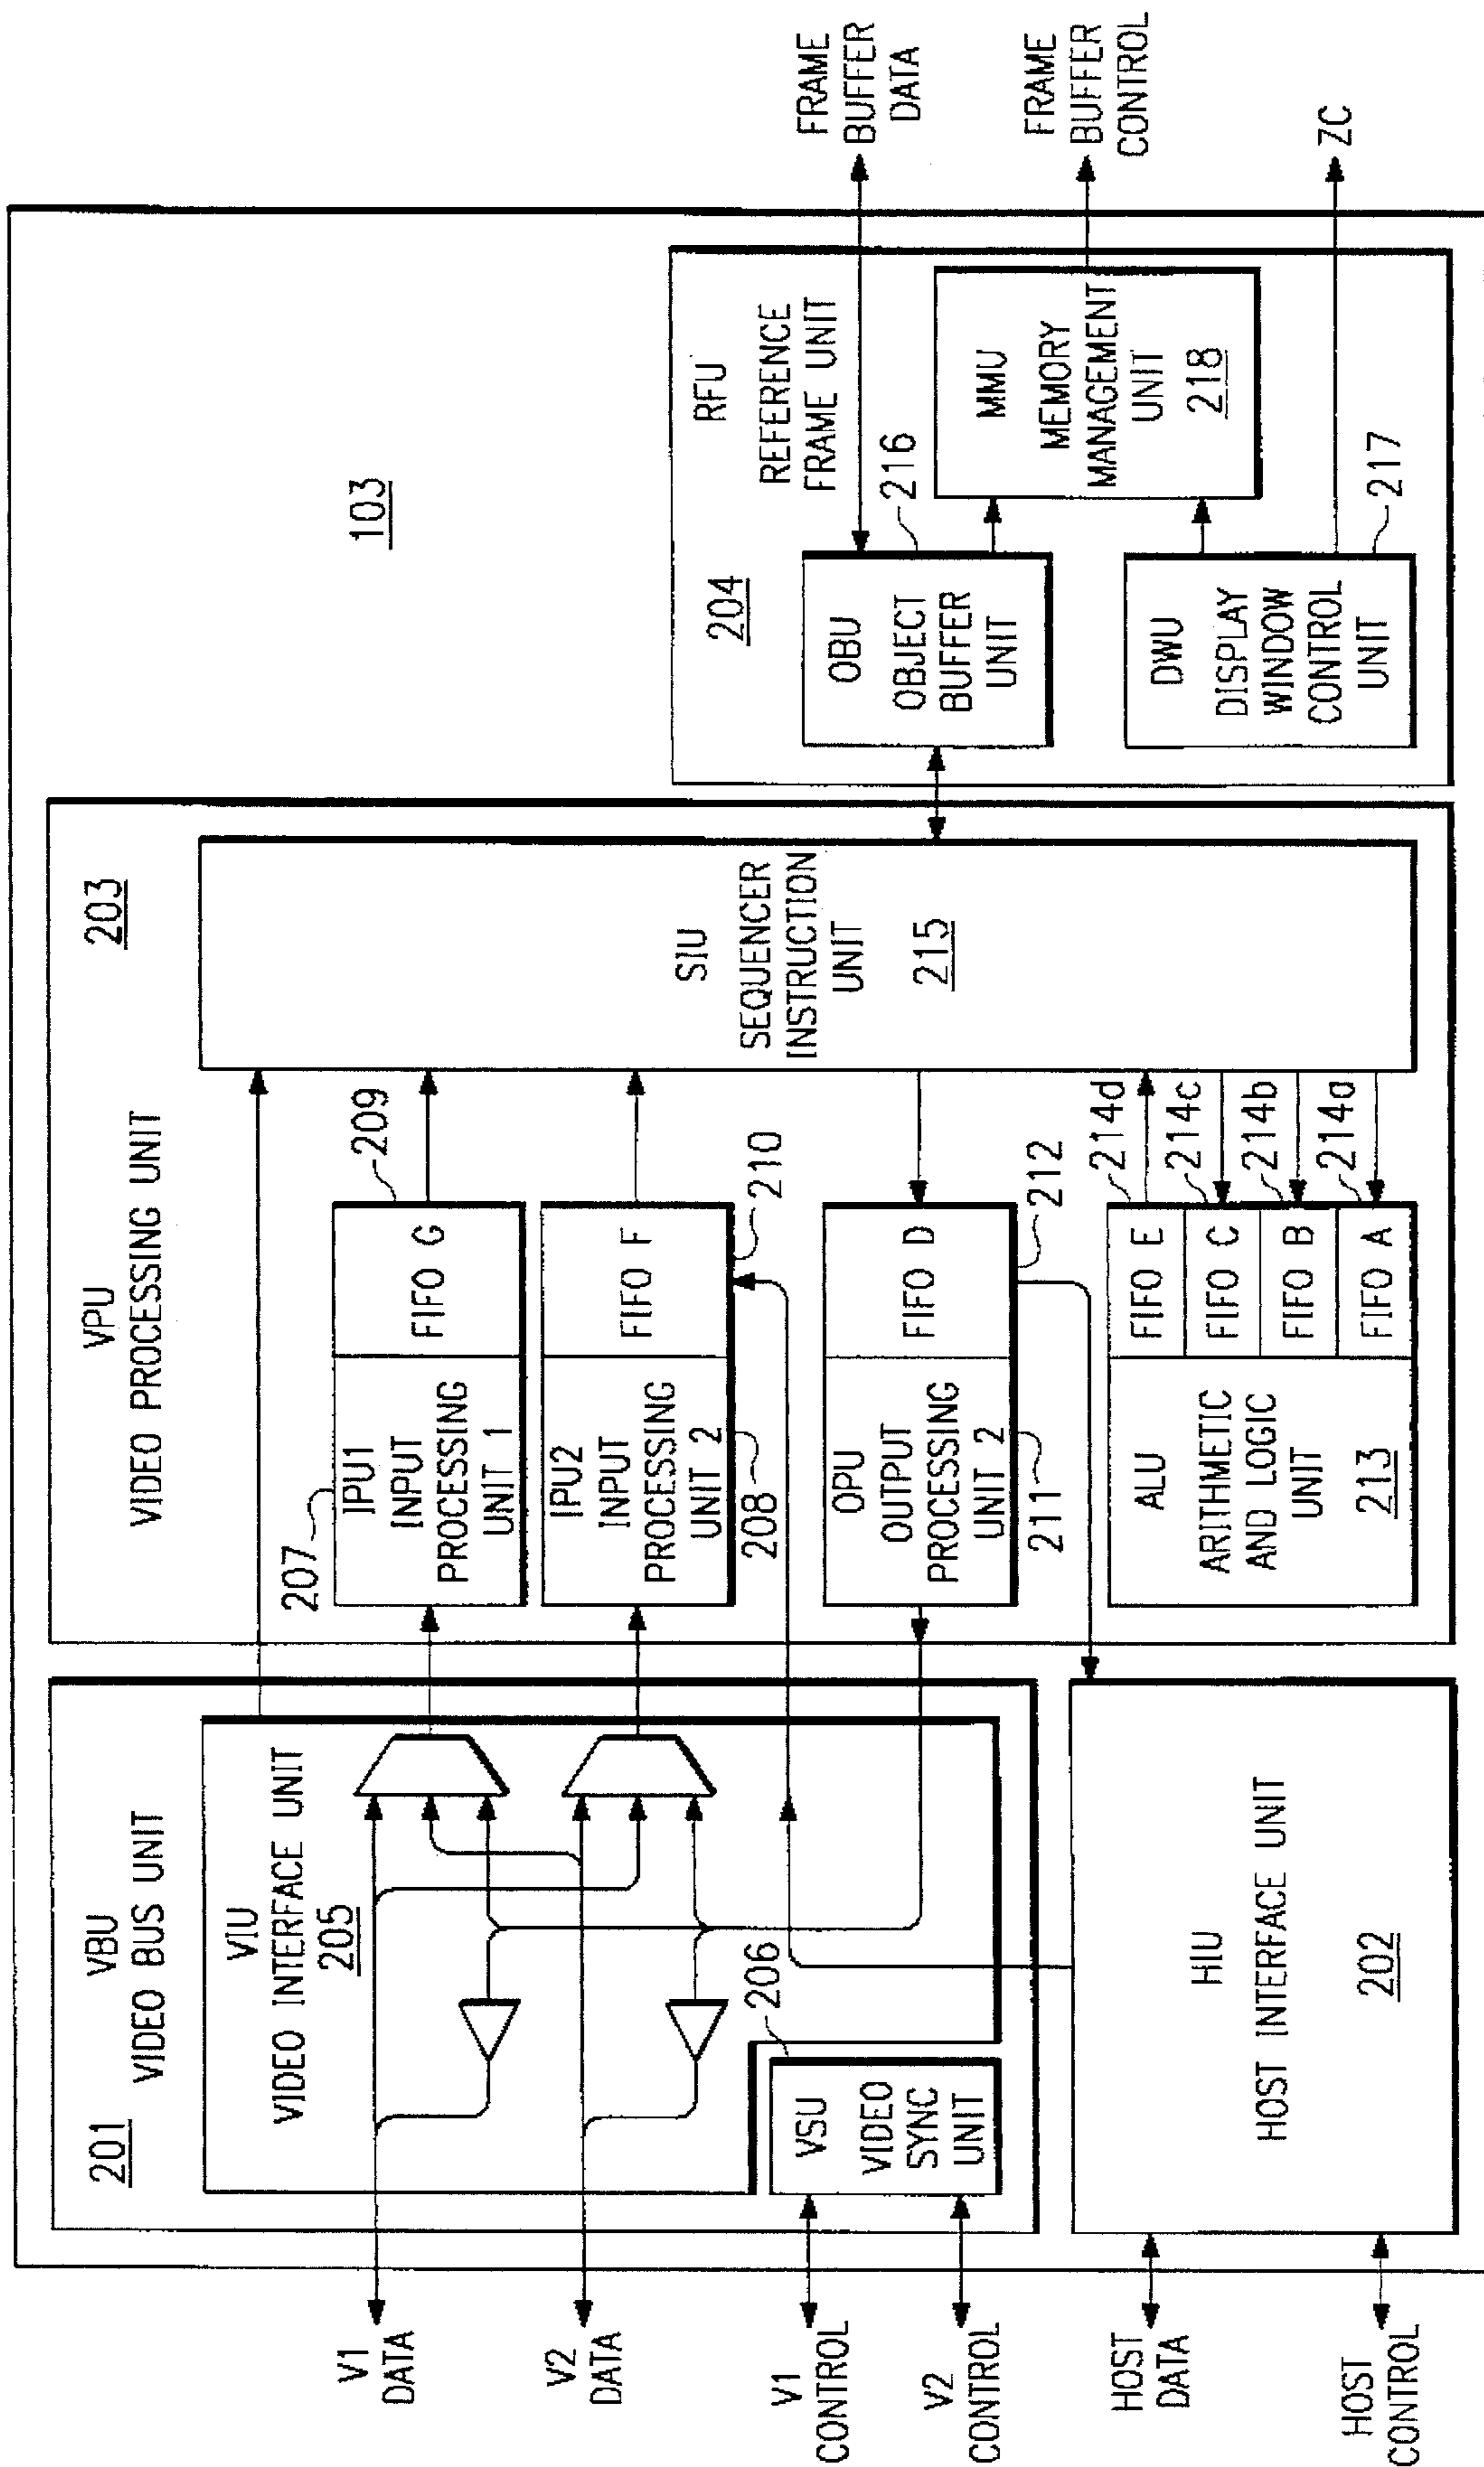 103
VBU
VIDEO BUS UNIT
201
VIU
VIDEO INTERFACE UNIT
205
206
VSU
VIDEO
SYNC
UNIT
V1
DATA
V2
DATA
V1
CONTROL
V2
CONTROL
HOST
DATA
HOST
CONTROL
HIU
HOST INTERFACE UNIT
202
VPU
VIDEO PROCESSING UNIT
203
207
IPU1
INPUT
PROCESSING
UNIT 1
FIFO G
209
IPU2
INPUT
PROCESSING
UNIT 2
FIFO F
208
210
OPU
OUTPUT
PROCESSING
UNIT 2
FIFO D
211
212
ALU
ARITHMETIC
AND LOGIC
UNIT
213
FIFO E
FIFO C
FIFO B
FIFO A
214d
214c
214b
214a
SIU
SEQUENCER
INSTRUCTION
UNIT
215
204
RFU
REFERENCE
FRAME UNIT
OBU
OBJECT
BUFFER
UNIT
216
MMU
MEMORY
MANAGEMENT
UNIT
218
DWU
DISPLAY
WINDOW
CONTROL
UNIT
217
FRAME
BUFFER
DATA
FRAME
BUFFER
CONTROL
ZC